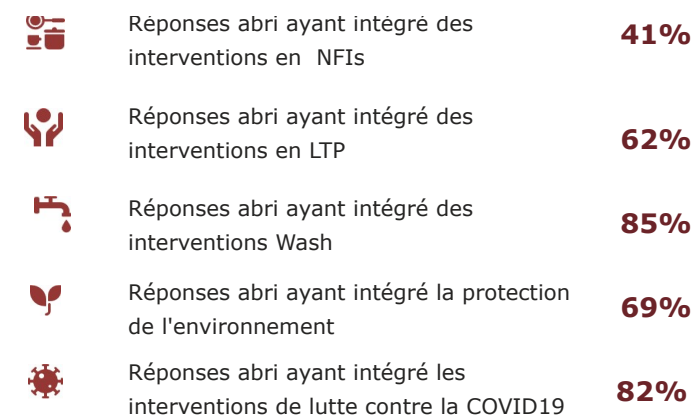 Réponses abri ayant intégré des
interventions en  NFIs
41%
Réponses abri ayant intégré des
interventions en LTP
62%
Réponses abri ayant intégré des
interventions Wash
85%
Réponses abri ayant intégré la protection
de l'environnement
69%
Réponses abri ayant intégré les
interventions de lutte contre la COVID19
82%